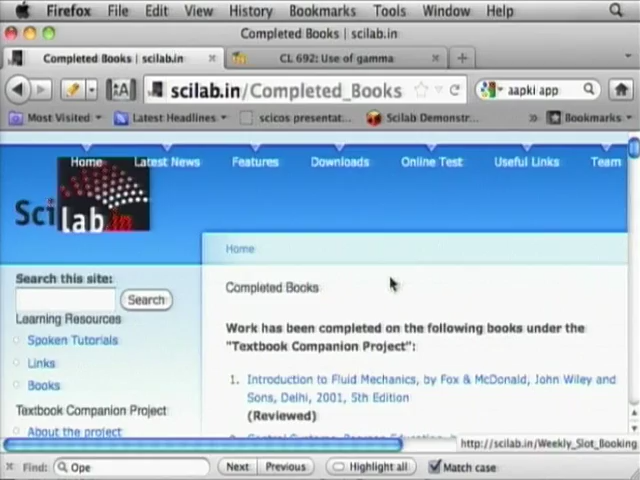 Firefox File Edit View History Bookmarks Tools Window Help
Completed Books | scilab.in
Completed Books | scilab.in
CL 692: Use of gamma
scilab.in/Completed_Books
aapki app
Most Visited
Latest Headlines
scicos presentat...
Scilab Demonstr...
Bookmarks
Home
Latest News
Features
Downloads
Online Test
Useful Links
Team
Scilab.in
Home
Search this site:
Search
Learning Resources
Spoken Tutorials
Links
Books
Textbook Companion Project
About the project
Completed Books
Work has been completed on the following books under the
"Textbook Companion Project":
1. Introduction to Fluid Mechanics, by Fox & McDonald, John Wiley and
Sons, Delhi, 2001, 5th Edition
(Reviewed)
http://scilab.in/Weekly_Slot_Booking
Find: Ope
Next
Previous
Highlight all
Match case